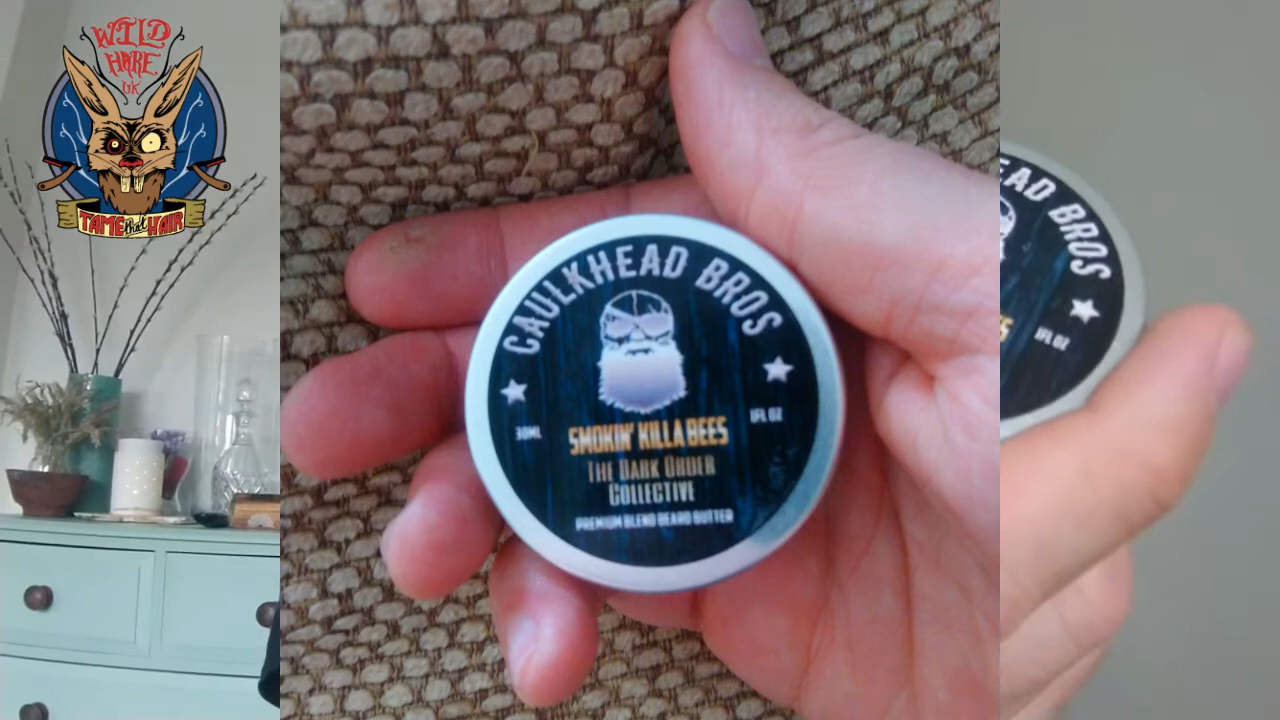 WILD
HARE
UK
TAME that HAIR
CAULKHEAD BROS
30ML
1FL OZ
SMOKIN' KILLA BEES
THE DARK ORDER
COLLECTIVE
PREMIUM BLEND BEARD BUTTER
EAD BROS
1FL OZ